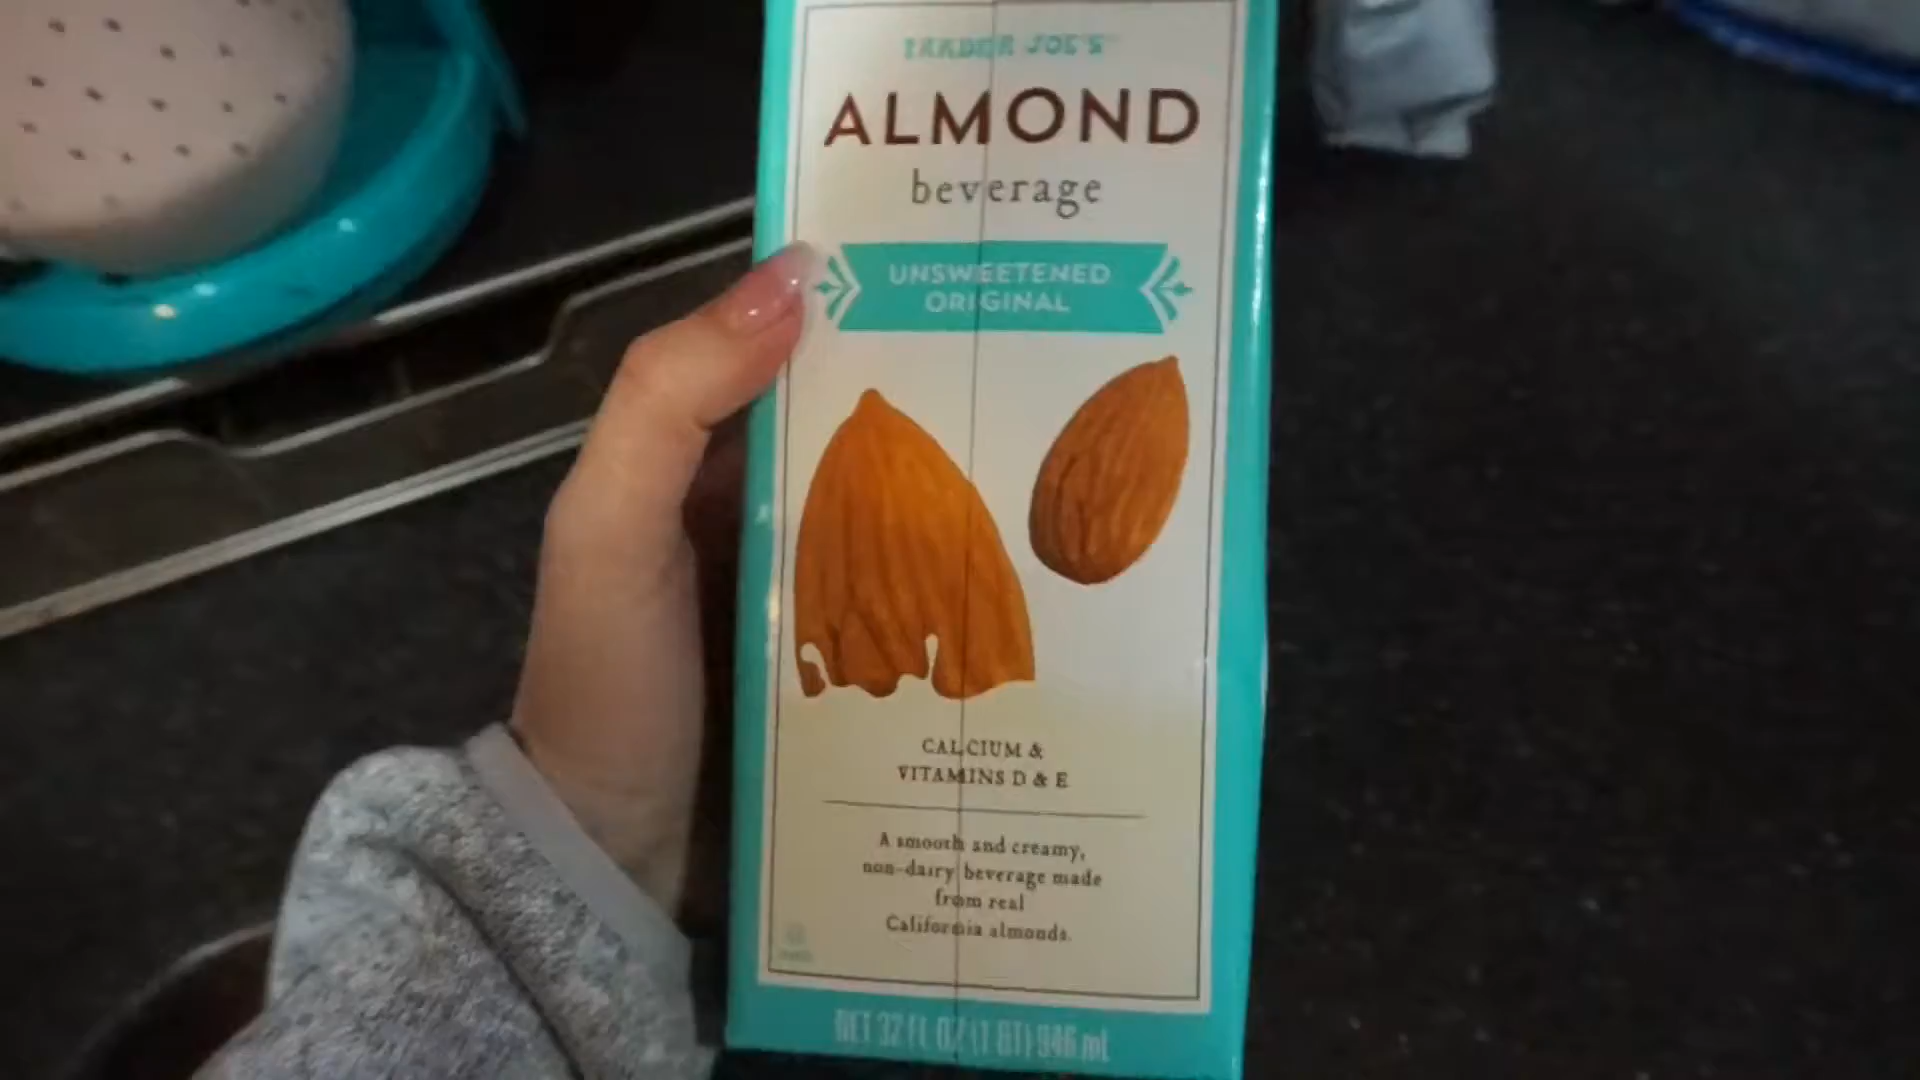 TRADER JOE'S
ALMOND
beverage
UNSWEETENED
ORIGINAL
CALCIUM &
VITAMINS D & E
A smooth and creamy,
non-dairy beverage made
from real
California almonds.
NET 32 FL OZ (1 QT) 946 mL